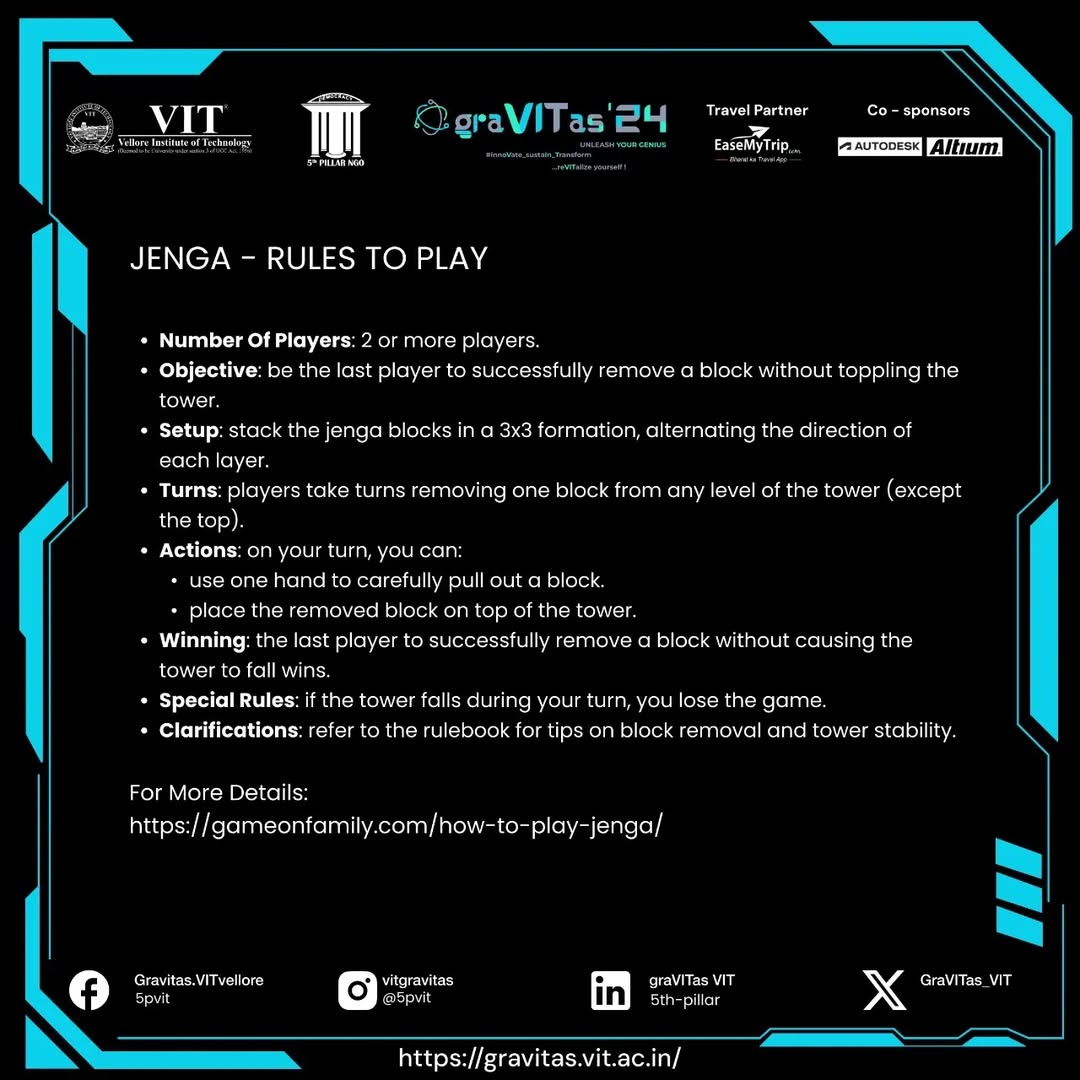 VIT®
Vellore Institute of Technology
(Deemed to be University under section 3 of UGC Act, 1956)
DEMOCRACY
5th PILLAR NGO
graVITas'24
UNLEASH YOUR GENIUS
#innoVate_sustaIn_Transform
...reVITalize yourself !
Travel Partner
EaseMyTrip.com
Bharat ka Travel App
Co - sponsors
AUTODESK
Altium
JENGA - RULES TO PLAY
• Number Of Players: 2 or more players.
• Objective: be the last player to successfully remove a block without toppling the
tower.
• Setup: stack the jenga blocks in a 3x3 formation, alternating the direction of
each layer.
• Turns: players take turns removing one block from any level of the tower (except
the top).
• Actions: on your turn, you can:
• use one hand to carefully pull out a block.
• place the removed block on top of the tower.
• Winning: the last player to successfully remove a block without causing the
tower to fall wins.
• Special Rules: if the tower falls during your turn, you lose the game.
• Clarifications: refer to the rulebook for tips on block removal and tower stability.
For More Details:
https://gameonfamily.com/how-to-play-jenga/
Gravitas.VITvellore
5pvit
vitgravitas
@5pvit
graVITas VIT
5th-pillar
GraVITas_VIT
https://gravitas.vit.ac.in/